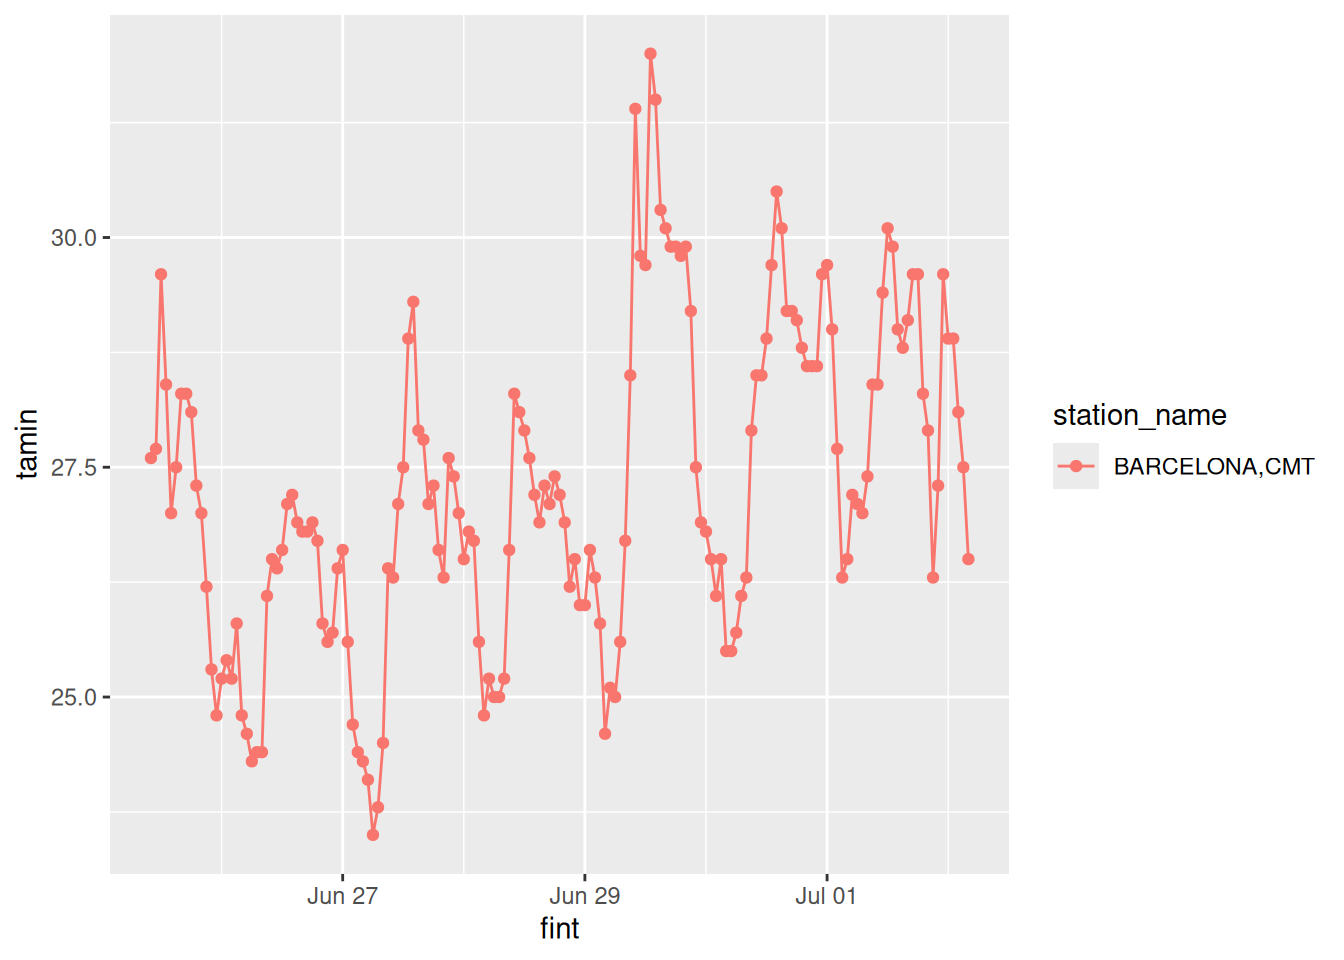 30.0
27.5
25.0
tamin
Jun 27
Jun 29
Jul 01
fint
station_name
BARCELONA,CMT